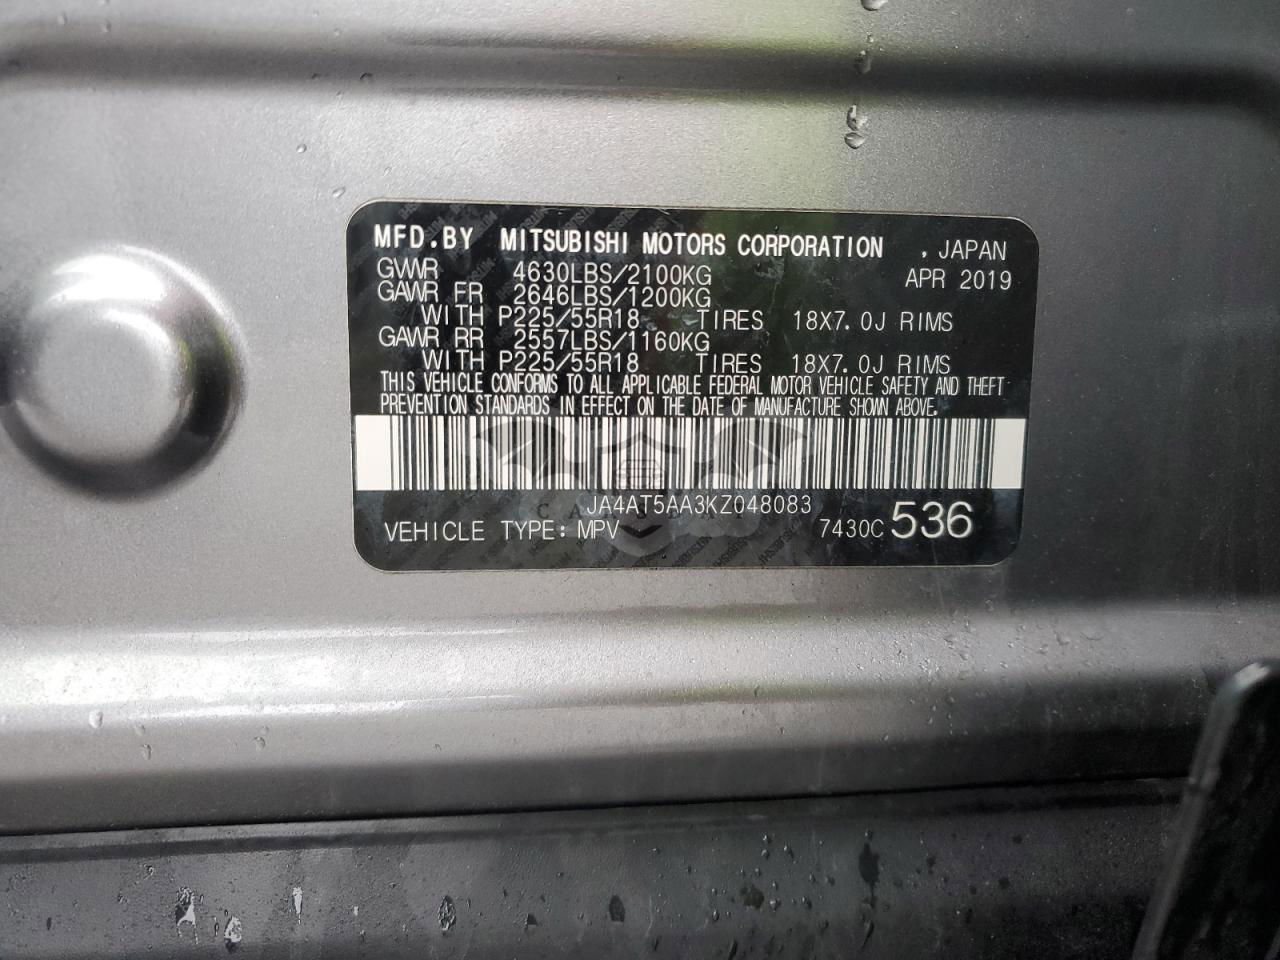 MFD.BY MITSUBISHI MOTORS CORPORATION , JAPAN
GVWR 4630LBS/2100KG APR 2019
GAWR FR 2646LBS/1200KG
WITH P225/55R18 TIRES 18X7.0J RIMS
GAWR RR 2557LBS/1160KG
WITH P225/55R18 TIRES 18X7.0J RIMS
THIS VEHICLE CONFORMS TO ALL APPLICABLE FEDERAL MOTOR VEHICLE SAFETY AND THEFT
PREVENTION STANDARDS IN EFFECT ON THE DATE OF MANUFACTURE SHOWN ABOVE.
JA4AT5AA3KZ048083
VEHICLE TYPE: MPV 7430C 536